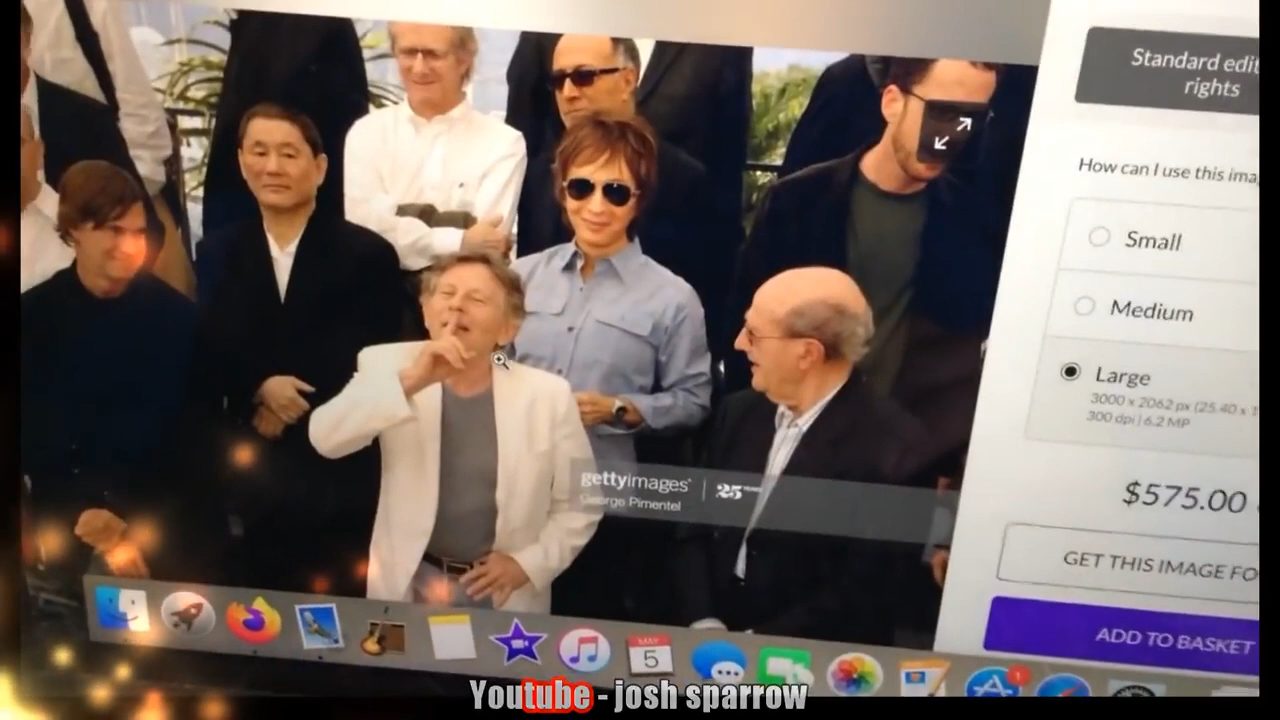 Standard edit
rights
How can I use this ima
Small
Medium
Large
3000 x 2062 px (25.40 x 1
300 dpi | 6.2 MP
gettyimages
25
George Pimentel
$575.00
GET THIS IMAGE FO
ADD TO BASKET
MAY
5
1
Youtube - josh sparrow